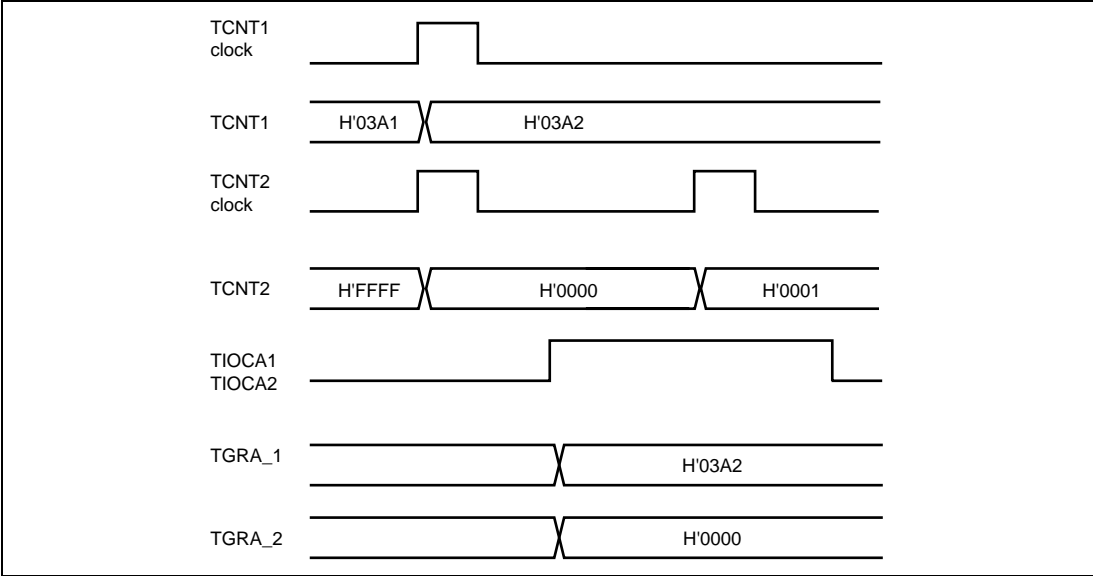 TCNT1
clock
TCNT1
H'03A1
H'03A2
TCNT2
clock
TCNT2
H'FFFF
H'0000
H'0001
TIOCA1
TIOCA2
TGRA_1
H'03A2
TGRA_2
H'0000